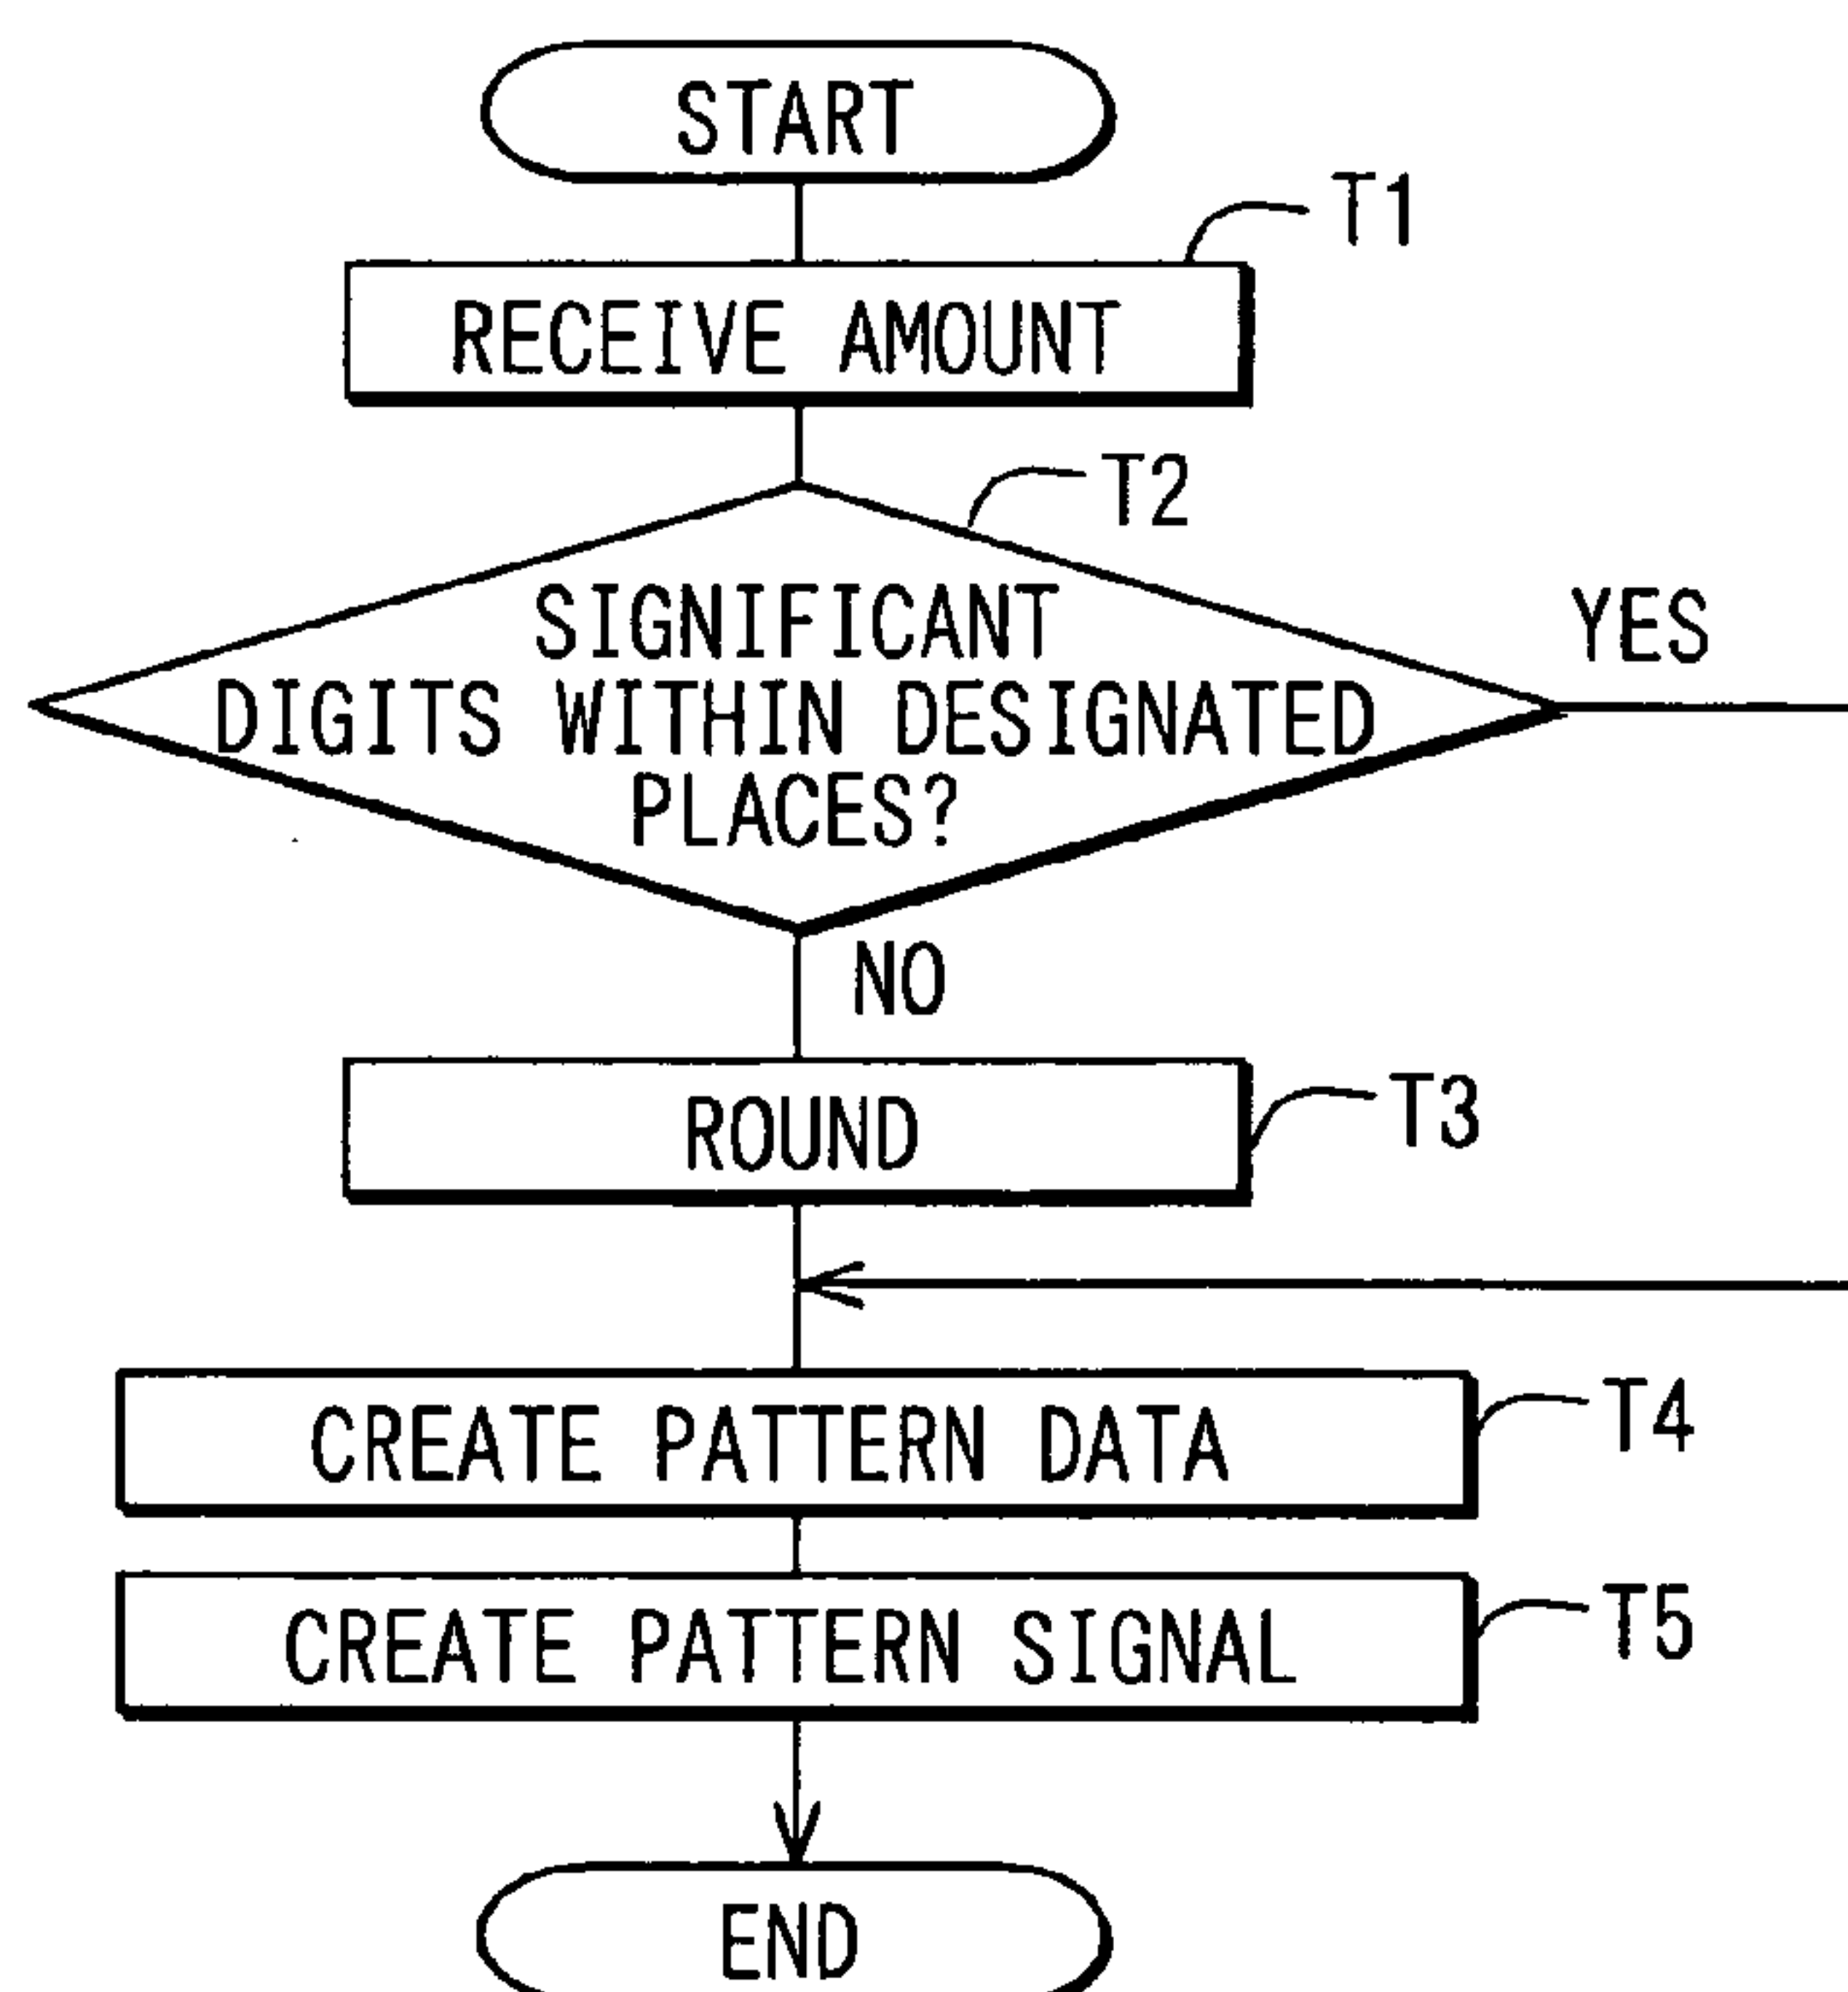 START
T1
RECEIVE AMOUNT
T2
SIGNIFICANT
DIGITS WITHIN DESIGNATED
PLACES?
YES
NO
ROUND
T3
CREATE PATTERN DATA
T4
CREATE PATTERN SIGNAL
T5
END